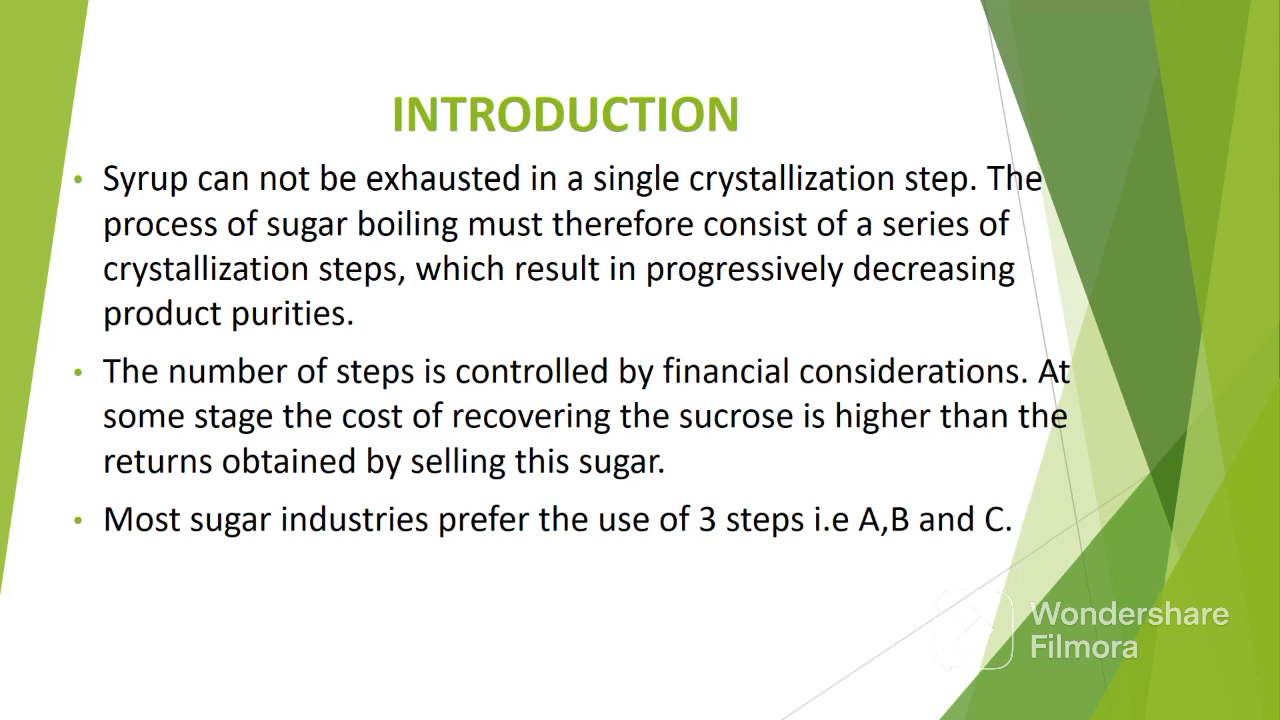 INTRODUCTION
• Syrup can not be exhausted in a single crystallization step. The
process of sugar boiling must therefore consist of a series of
crystallization steps, which result in progressively decreasing
product purities.
• The number of steps is controlled by financial considerations. At
some stage the cost of recovering the sucrose is higher than the
returns obtained by selling this sugar.
• Most sugar industries prefer the use of 3 steps i.e A,B and C.
Wondershare
Filmora